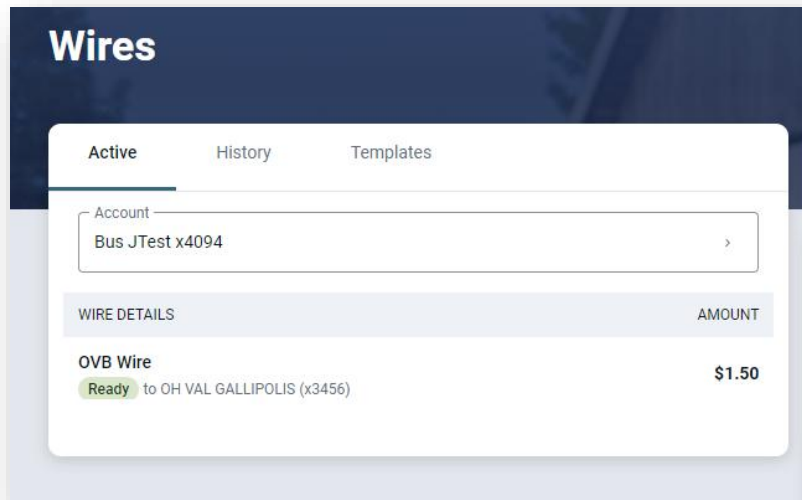 Wires
Active History Templates
Account
Bus JTest x4094
WIRE DETAILS AMOUNT
OVB Wire
$1.50
Ready to OH VAL GALLIPOLIS (x3456)